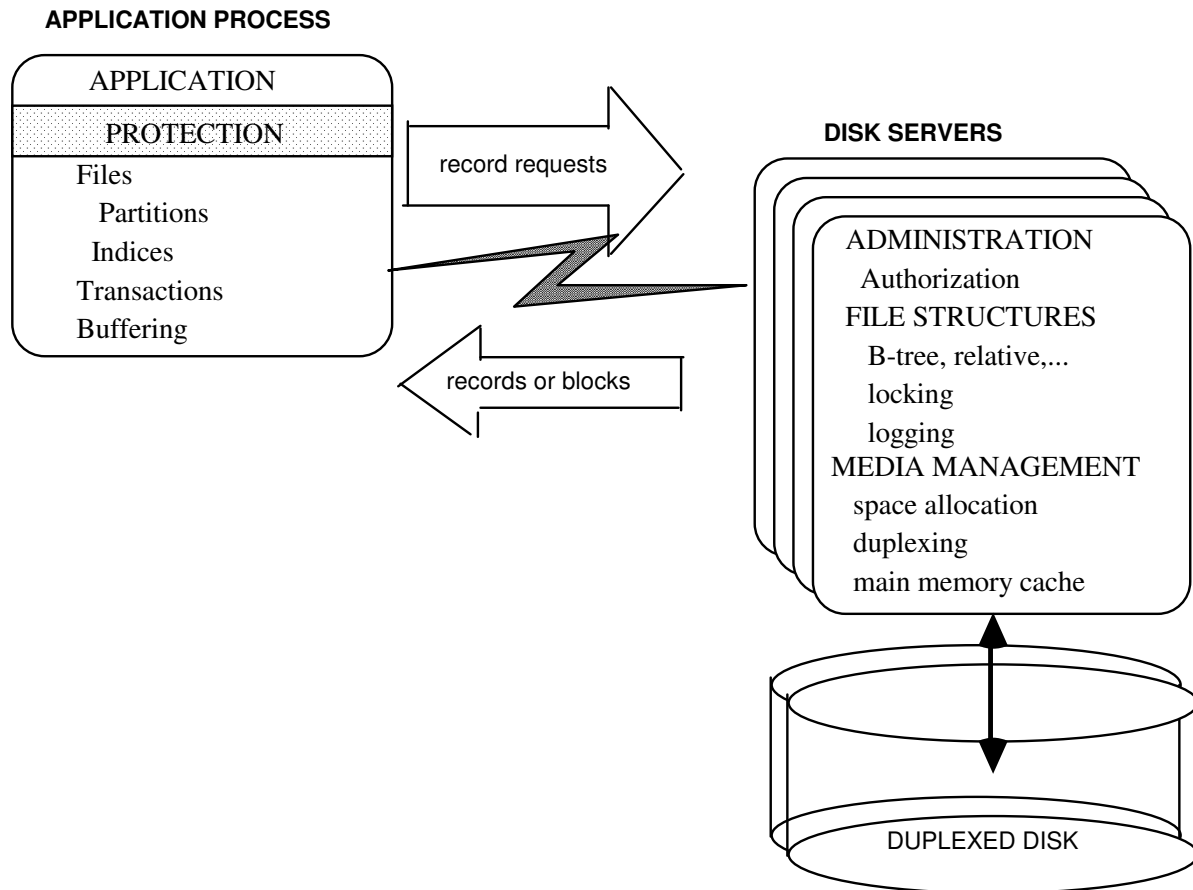 APPLICATION PROCESS
APPLICATION
PROTECTION
Files
Partitions
Indices
Transactions
Buffering
record requests
records or blocks
DISK SERVERS
ADMINISTRATION
Authorization
FILE STRUCTURES
B-tree, relative,...
locking
logging
MEDIA MANAGEMENT
space allocation
duplexing
main memory cache
DUPLEXED DISK